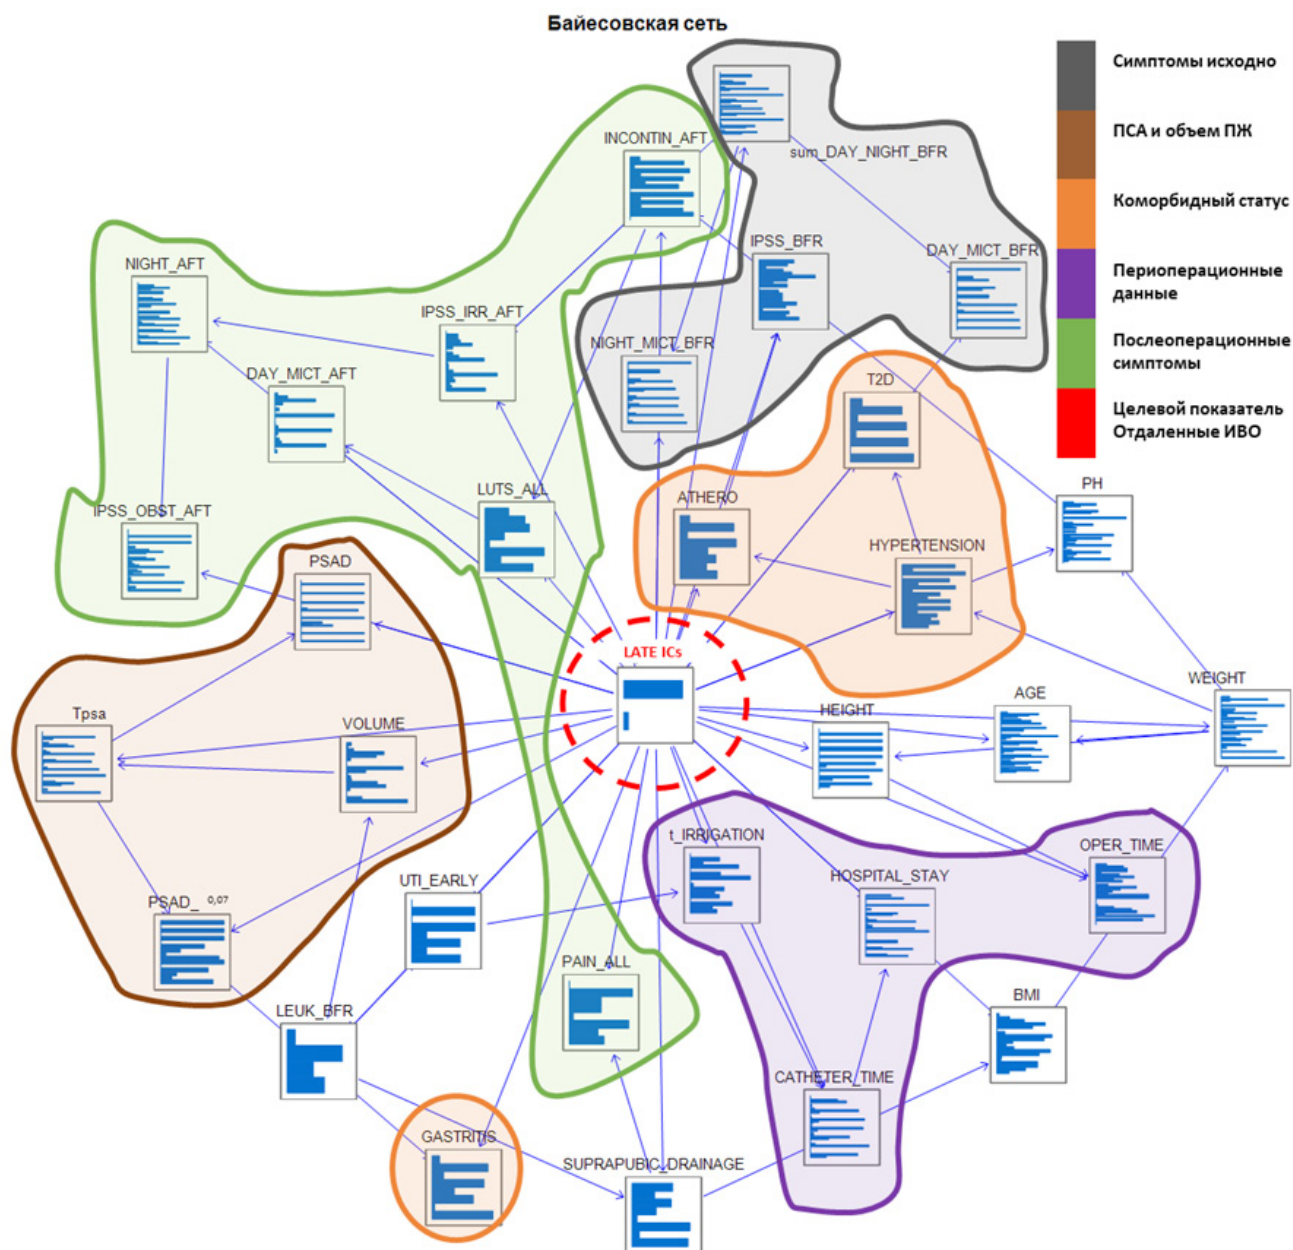 Байесовская сеть
Симптомы исходно
ПСА и объем ПЖ
Коморбидный статус
Периоперационные
данные
Послеоперационные
симптомы
Целевой показатель
Отдаленные ИВО
INCONTIN_AFT
sum_DAY_NIGHT_BFR
IPSS_BFR
DAY_MICT_BFR
NIGHT_AFT
IPSS_IRR_AFT
NIGHT_MICT_BFR
DAY_MICT_AFT
T2D
LUTS_ALL
ATHERO
PH
IPSS_OBST_AFT
HYPERTENSION
PSAD
LATE ICs
WEIGHT
AGE
HEIGHT
Tpsa
VOLUME
t_IRRIGATION
OPER_TIME
HOSPITAL_STAY
UTI_EARLY
PSAD_ 0,07
PAIN_ALL
BMI
LEUK_BFR
CATHETER_TIME
GASTRITIS
SUPRAPUBIC_DRAINAGE